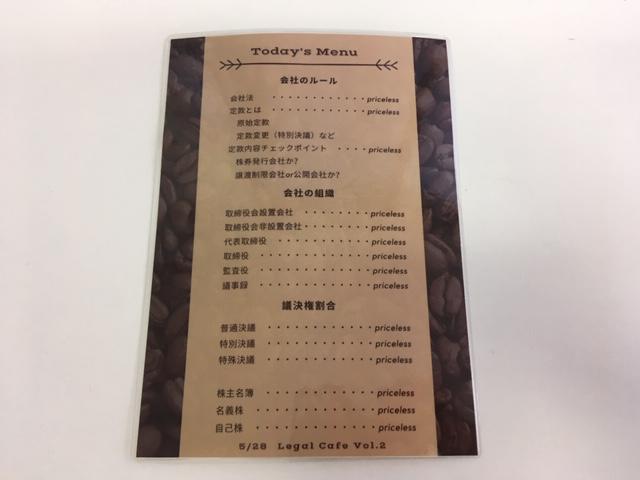 Today's Menu
会社のルール
会社法 ············ priceless
定款とは ············ priceless
原始定款
定款変更（特別決議）など
定款内容チェックポイント ···· priceless
株券発行会社か?
譲渡制限会社or公開会社か?
会社の組織
取締役会設置会社 ········ priceless
取締役会非設置会社 ········ priceless
代表取締役 ············ priceless
取締役 ·············· priceless
監査役 ·············· priceless
議事録 ·············· priceless
議決権割合
普通決議 ············ priceless
特別決議 ············ priceless
特殊決議 ············ priceless
株主名簿 ············ priceless
名義株 ·············· priceless
自己株 ·············· priceless
5/28 Legal Cafe Vol.2